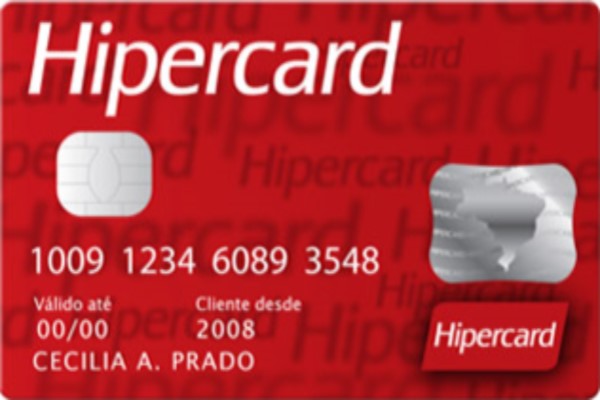 Hipercard
1009 1234 6089 3548
Válido até Cliente desde
00/00 2008
CECILIA A. PRADO
Hipercard